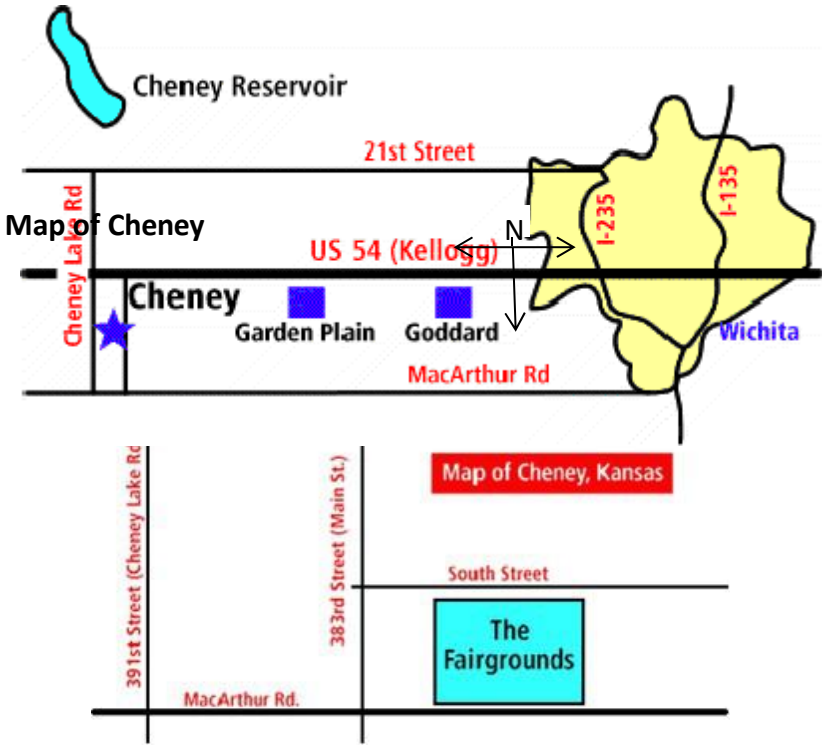 Cheney Reservoir
21st Street
Cheney Lake Rd
Map of Cheney
I-235
I-135
N
US 54 (Kellogg)
Cheney
Garden Plain
Goddard
Wichita
MacArthur Rd
391st Street (Cheney Lake Rd
383rd Street (Main St.)
Map of Cheney, Kansas
South Street
The
Fairgrounds
MacArthur Rd.